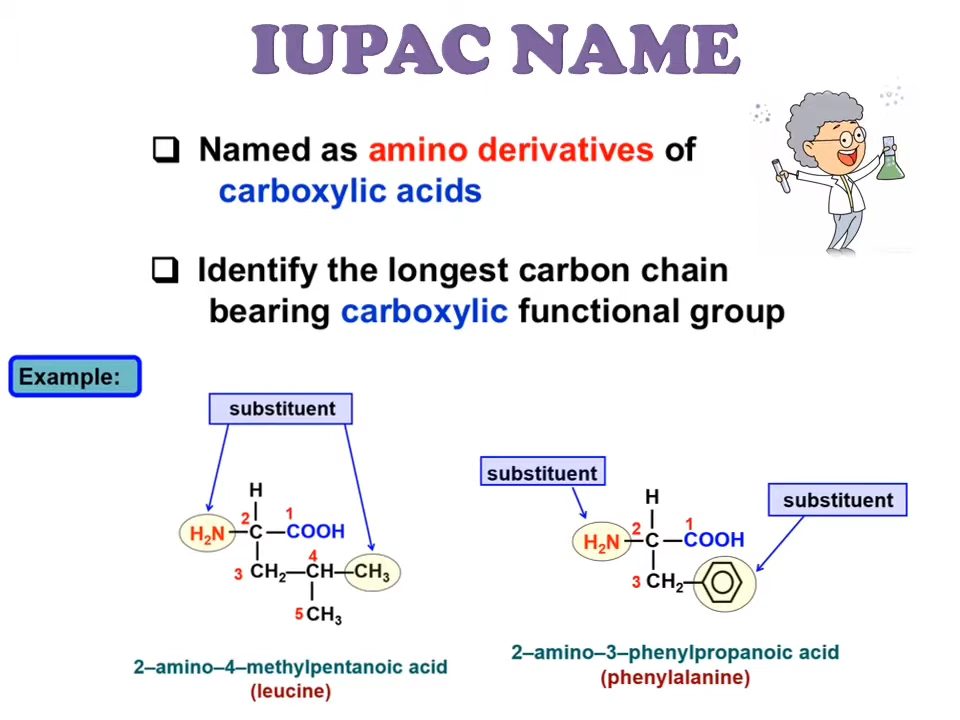 IUPAC NAME
❑ Named as amino derivatives of
carboxylic acids
❑ Identify the longest carbon chain
bearing carboxylic functional group
Example:
substituent
H
2 1
H₂N–C–COOH
4
3 CH₂–CH–CH₃
5 CH₃
2–amino–4–methylpentanoic acid
(leucine)
substituent
substituent
H
2 1
H₂N–C–COOH
3 CH₂–
2–amino–3–phenylpropanoic acid
(phenylalanine)